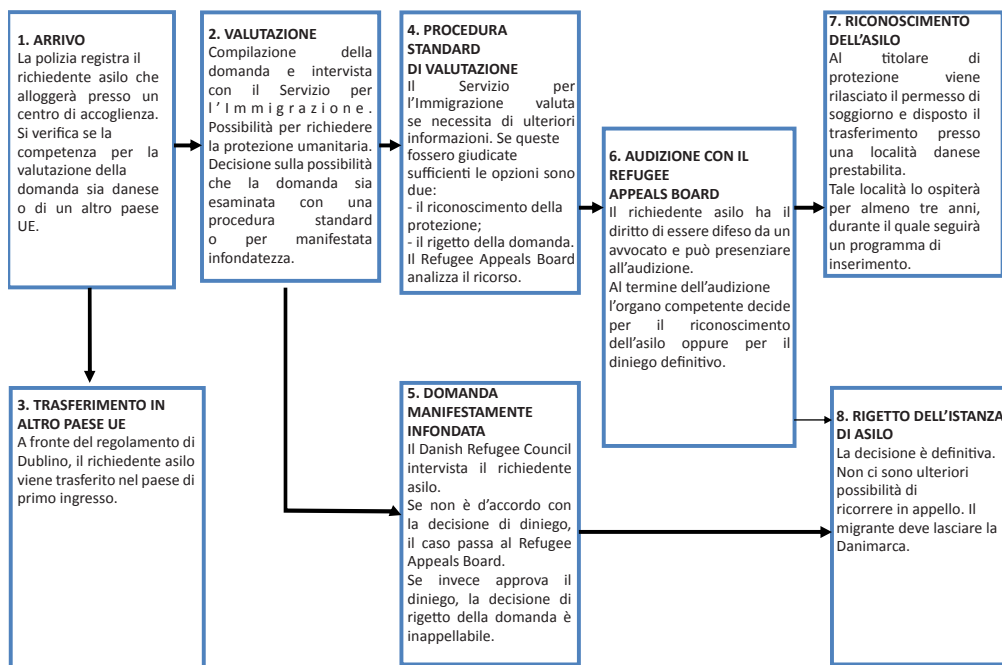 1. ARRIVO
La polizia registra il
richiedente asilo che
alloggerà presso un
centro di accoglienza.
Si verifica se la
competenza per la
valutazione della
domanda sia danese
o di un altro paese
UE.
2. VALUTAZIONE
Compilazione della
domanda e intervista
con il Servizio per
l'Immigrazione.
Possibilità per richiedere
la protezione umanitaria.
Decisione sulla possibilità
che la domanda sia
esaminata con una
procedura standard
o per manifestata
infondatezza.
3. TRASFERIMENTO IN
ALTRO PAESE UE
A fronte del regolamento di
Dublino, il richiedente asilo
viene trasferito nel paese di
primo ingresso.
4. PROCEDURA
STANDARD
DI VALUTAZIONE
Il Servizio per
l'Immigrazione valuta
se necessita di ulteriori
informazioni. Se queste
fossero giudicate
sufficienti le opzioni sono
due:
- il riconoscimento della
protezione;
- il rigetto della domanda.
Il Refugee Appeals Board
analizza il ricorso.
5. DOMANDA
MANIFESTAMENTE
INFONDATA
Il Danish Refugee Council
intervista il richiedente
asilo.
Se non è d'accordo con
la decisione di diniego,
il caso passa al Refugee
Appeals Board.
Se invece approva il
diniego, la decisione di
rigetto della domanda è
inappellabile.
6. AUDIZIONE CON IL
REFUGEE
APPEALS BOARD
Il richiedente asilo ha il
diritto di essere difeso da un
avvocato e può presenziare
all'audizione.
Al termine dell'audizione
l'organo competente decide
per il riconoscimento
dell'asilo oppure per il
diniego definitivo.
7. RICONOSCIMENTO
DELL'ASILO
Al titolare di
protezione viene
rilasciato il permesso di
soggiorno e disposto il
trasferimento presso
una località danese
prestabilita.
Tale località lo ospiterà
per almeno tre anni,
durante il quale seguirà
un programma di
inserimento.
8. RIGETTO DELL'ISTANZA
DI ASILO
La decisione è definitiva.
Non ci sono ulteriori
possibilità di
ricorrere in appello. Il
migrante deve lasciare la
Danimarca.